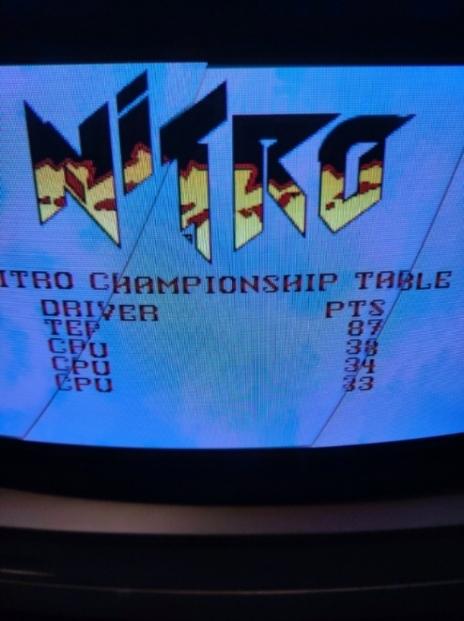 NITRO
ITRO CHAMPIONSHIP TABLE
DRIVER PTS
TEP 87
CPU 38
CPU 34
CPU 33